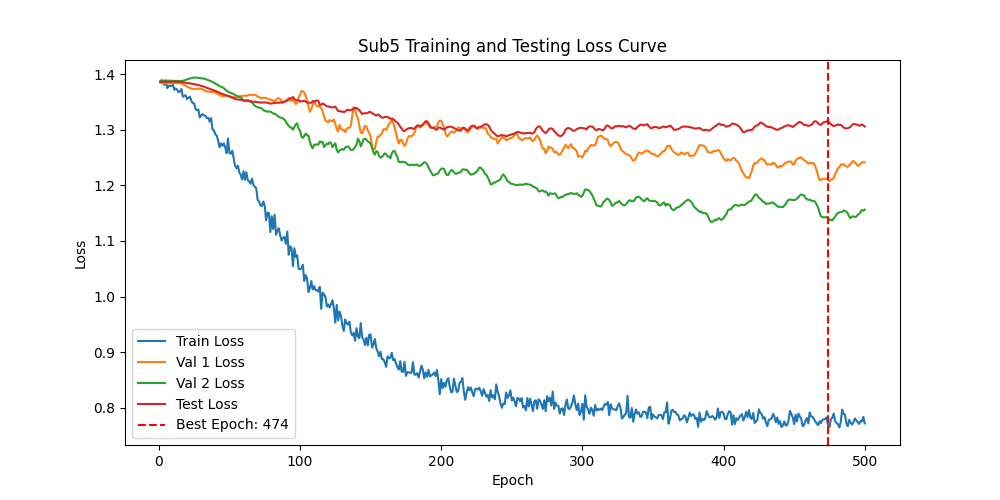 Sub5 Training and Testing Loss Curve
1.4
1.3
1.2
1.1
1.0
0.9
0.8
Loss
Train Loss
Val 1 Loss
Val 2 Loss
Test Loss
Best Epoch: 474
0 100 200 300 400 500
Epoch